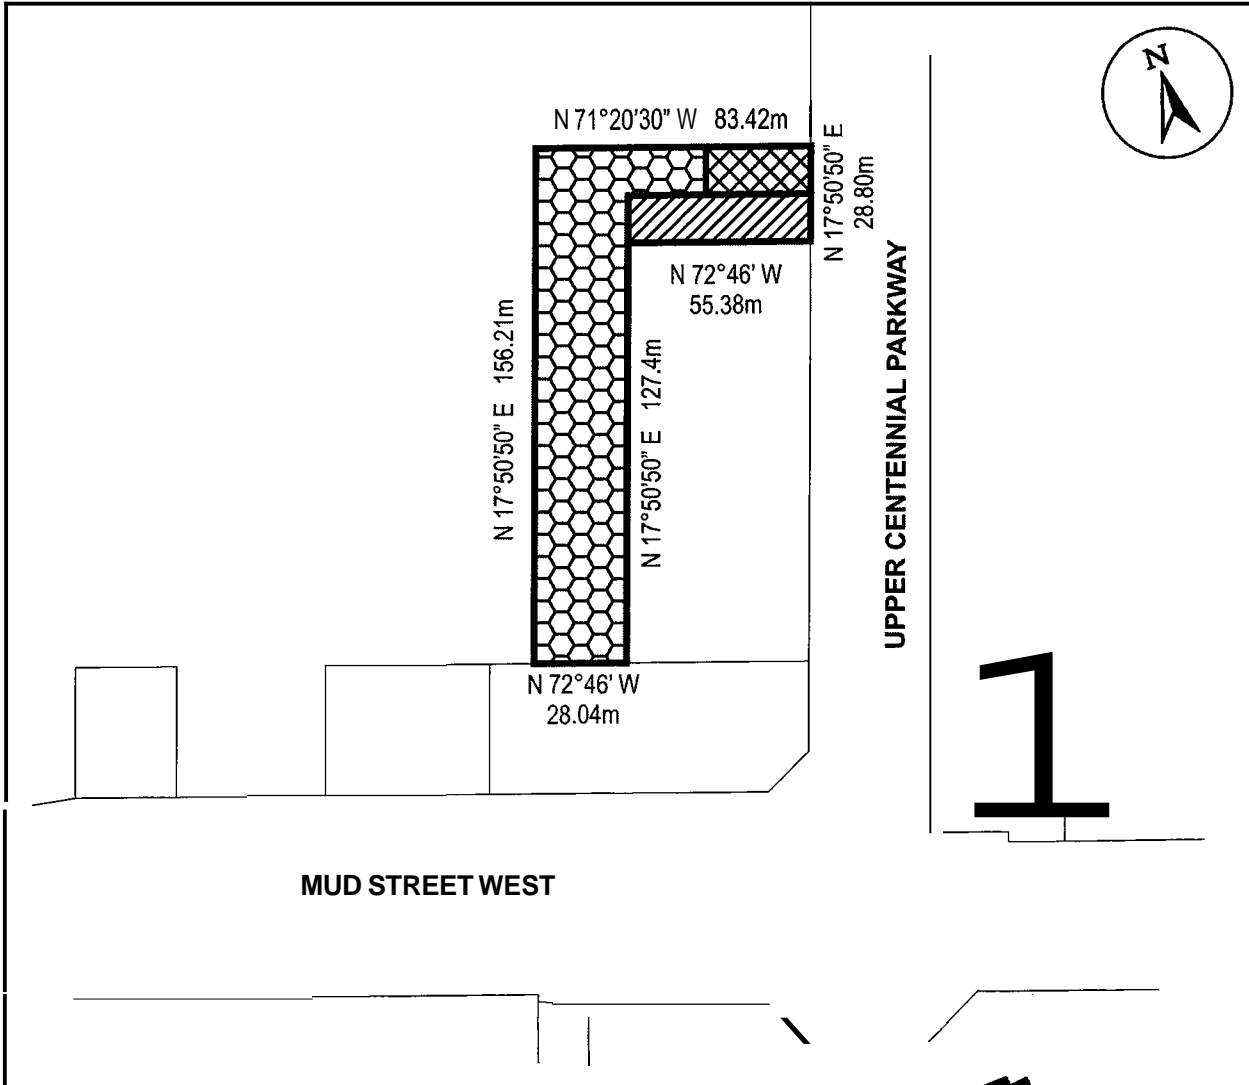 N
N 71°20'30" W 83.42m
N 17°50'50" E
28.80m
N 72°46' W
55.38m
UPPER CENTENNIAL PARKWAY
N 17°50'50" E 156.21m
N 17°50'50" E 127.4m
N 72°46' W
28.04m
1
MUD STREET WEST